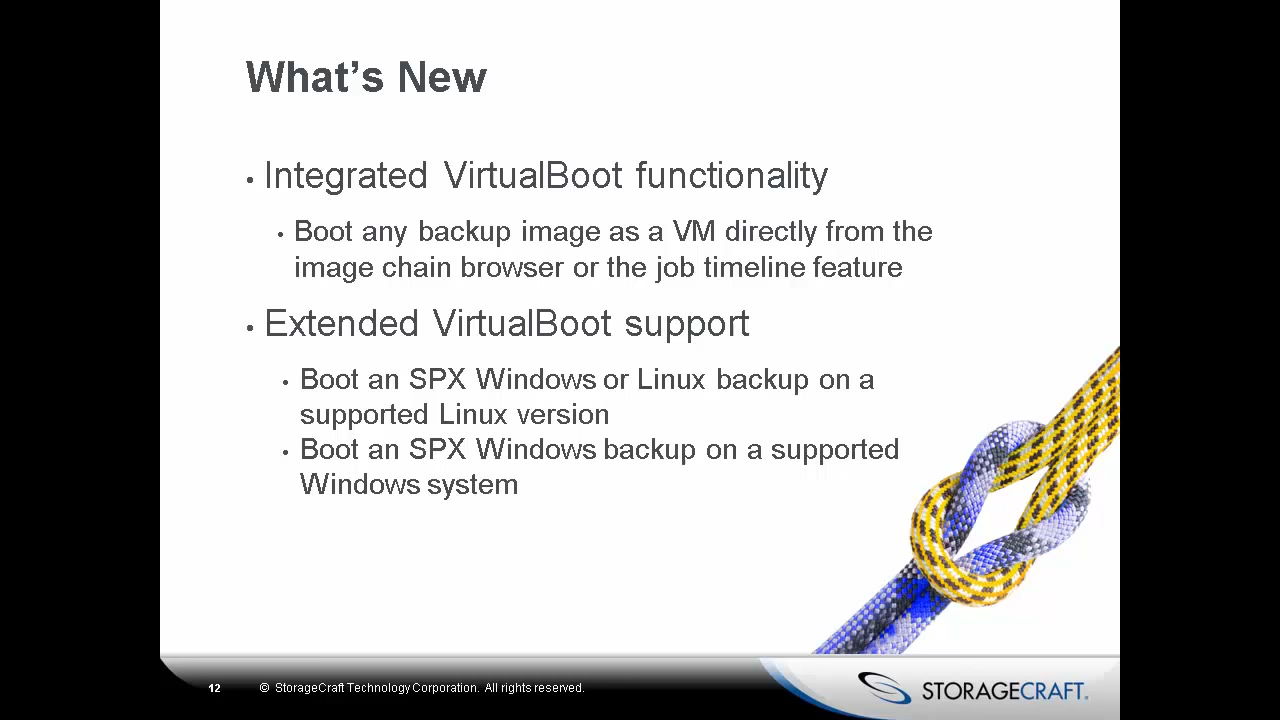 What’s New
• Integrated VirtualBoot functionality
• Boot any backup image as a VM directly from the
image chain browser or the job timeline feature
• Extended VirtualBoot support
• Boot an SPX Windows or Linux backup on a
supported Linux version
• Boot an SPX Windows backup on a supported
Windows system
12 © StorageCraft Technology Corporation. All rights reserved.
STORAGECRAFT.